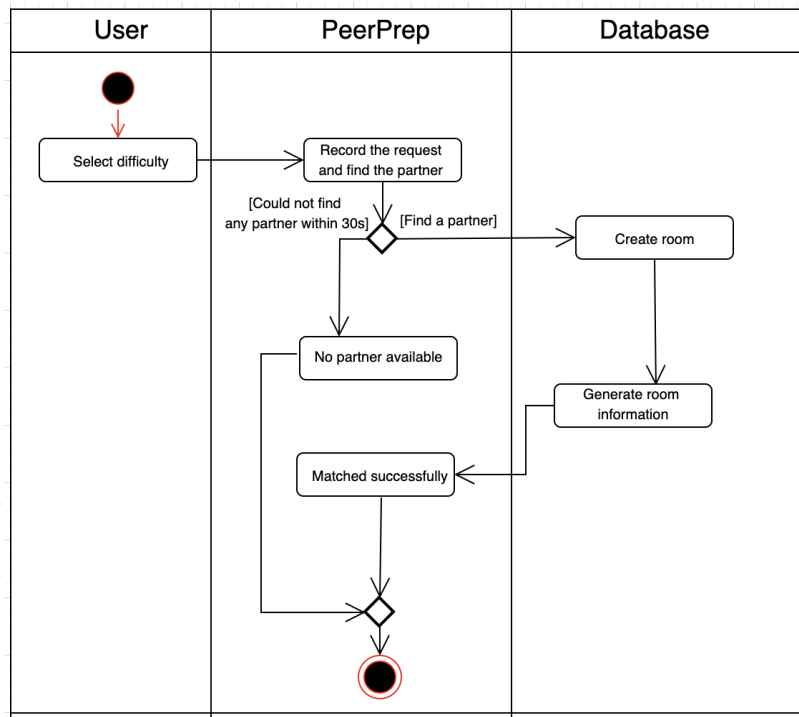 User
PeerPrep
Database
Select difficulty
Record the request
and find the partner
[Could not find
any partner within 30s]
[Find a partner]
Create room
No partner available
Generate room
information
Matched successfully